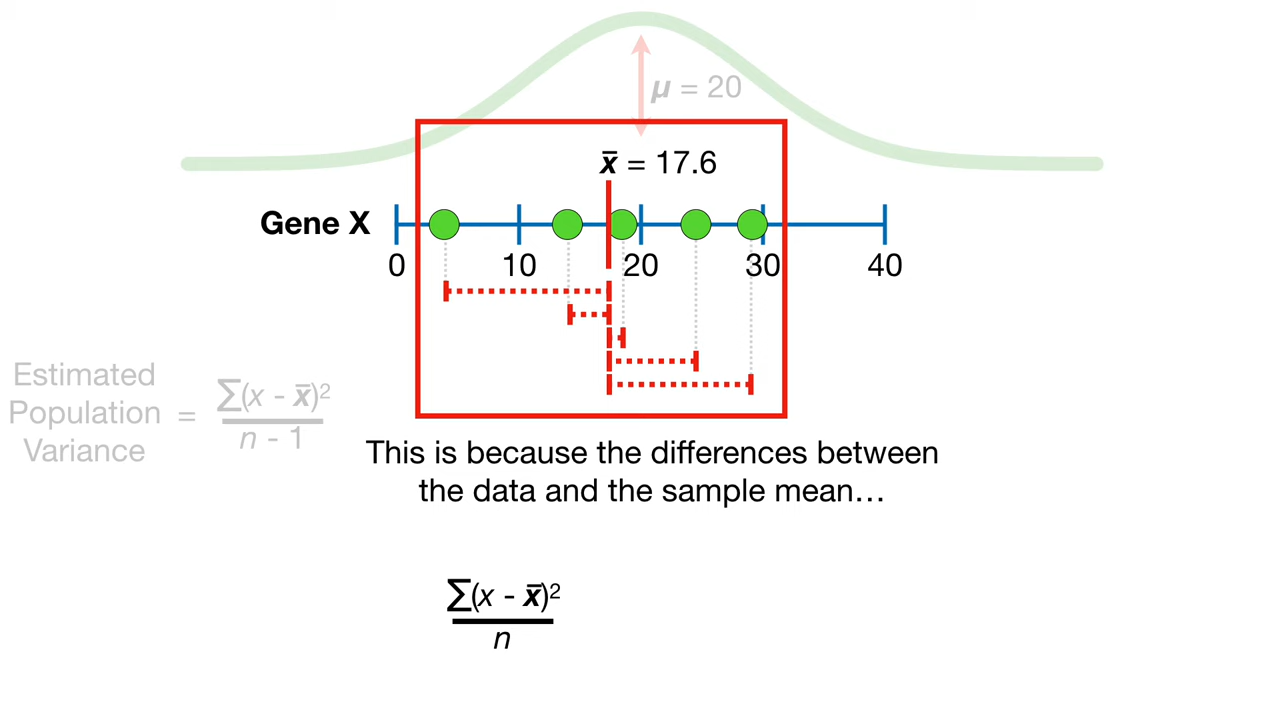 μ = 20
x̄ = 17.6
Gene X
0 10 20 30 40
Estimated
Population
Variance
= ∑(x - x̄)²
n - 1
This is because the differences between
the data and the sample mean…
∑(x - x̄)²
n